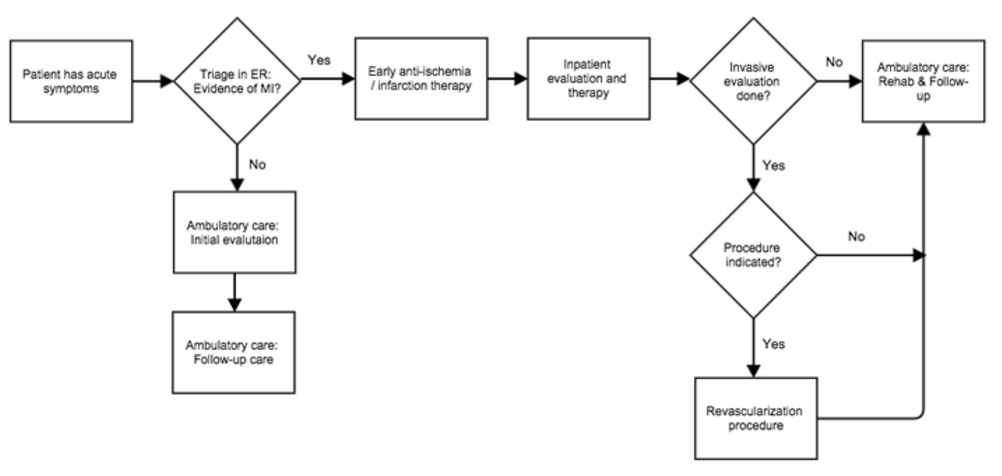 Patient has acute
symptoms
Triage in ER:
Evidence of MI?
Yes
Early anti-ischemia
/ infarction therapy
Inpatient
evaluation and
therapy
Invasive
evaluation
done?
No
Ambulatory care:
Rehab & Follow-
up
No
Yes
Ambulatory care:
Initial evalutaion
Procedure
indicated?
No
Ambulatory care:
Follow-up care
Yes
Revascularization
procedure